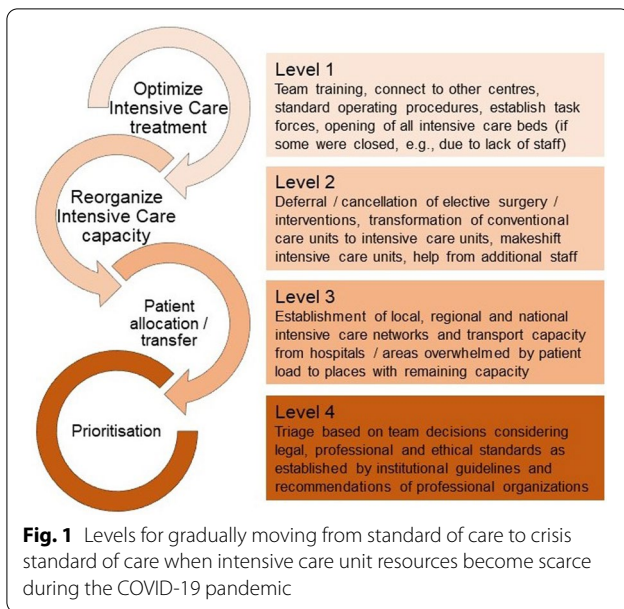 Optimize
Intensive Care
treatment
Level 1
Team training, connect to other centres,
standard operating procedures, establish task
forces, opening of all intensive care beds (if
some were closed, e.g., due to lack of staff)
Reorganize
Intensive Care
capacity
Level 2
Deferral / cancellation of elective surgery /
interventions, transformation of conventional
care units to intensive care units, makeshift
intensive care units, help from additional staff
Patient
allocation /
transfer
Level 3
Establishment of local, regional and national
intensive care networks and transport capacity
from hospitals / areas overwhelmed by patient
load to places with remaining capacity
Prioritisation
Level 4
Triage based on team decisions considering
legal, professional and ethical standards as
established by institutional guidelines and
recommendations of professional organizations
Fig. 1 Levels for gradually moving from standard of care to crisis
standard of care when intensive care unit resources become scarce
during the COVID-19 pandemic